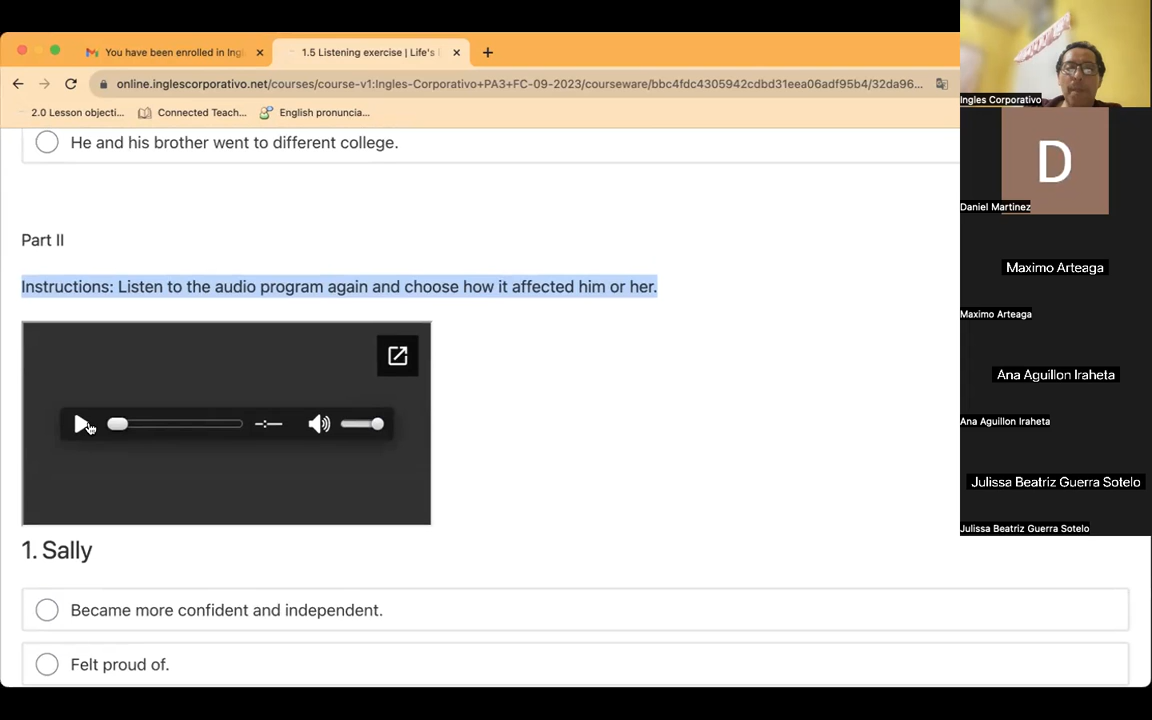 You have been enrolled in Ingl
1.5 Listening exercise | Life's
online.inglescorporativo.net/courses/course-v1:Ingles-Corporativo+PA3+FC-09-2023/courseware/bbc4fdc4305942cdbd31eea06adf95b4/32da96...
2.0 Lesson objecti...
Connected Teach...
English pronuncia...
He and his brother went to different college.
Part II
Instructions: Listen to the audio program again and choose how it affected him or her.
1. Sally
Became more confident and independent.
Felt proud of.
Ingles Corporativo
D
Daniel Martinez
Maximo Arteaga
Maximo Arteaga
Ana Aguillon Iraheta
Ana Aguillon Iraheta
Julissa Beatriz Guerra Sotelo
Julissa Beatriz Guerra Sotelo